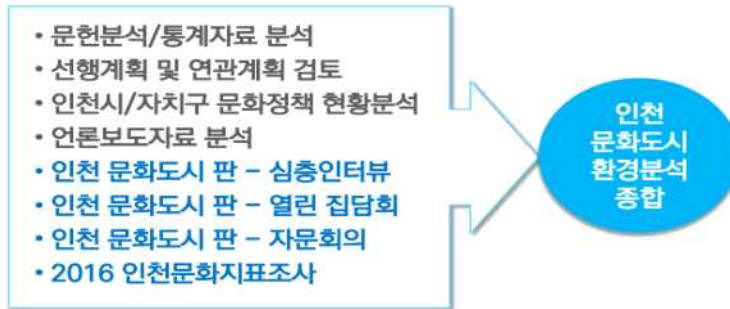 • 문헌분석/통계자료 분석
• 선행계획 및 연관계획 검토
• 인천시/자치구 문화정책 현황분석
• 언론보도자료 분석
• 인천 문화도시 판 – 심층인터뷰
• 인천 문화도시 판 – 열린 집담회
• 인천 문화도시 판 – 자문회의
• 2016 인천문화지표조사
인천
문화도시
환경분석
종합